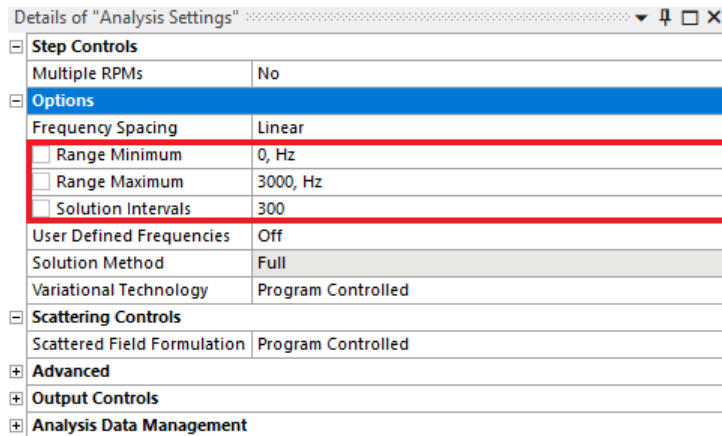 Details of "Analysis Settings"
Step Controls
Multiple RPMs No
Options
Frequency Spacing Linear
Range Minimum 0, Hz
Range Maximum 3000, Hz
Solution Intervals 300
User Defined Frequencies Off
Solution Method Full
Variational Technology Program Controlled
Scattering Controls
Scattered Field Formulation Program Controlled
Advanced
Output Controls
Analysis Data Management